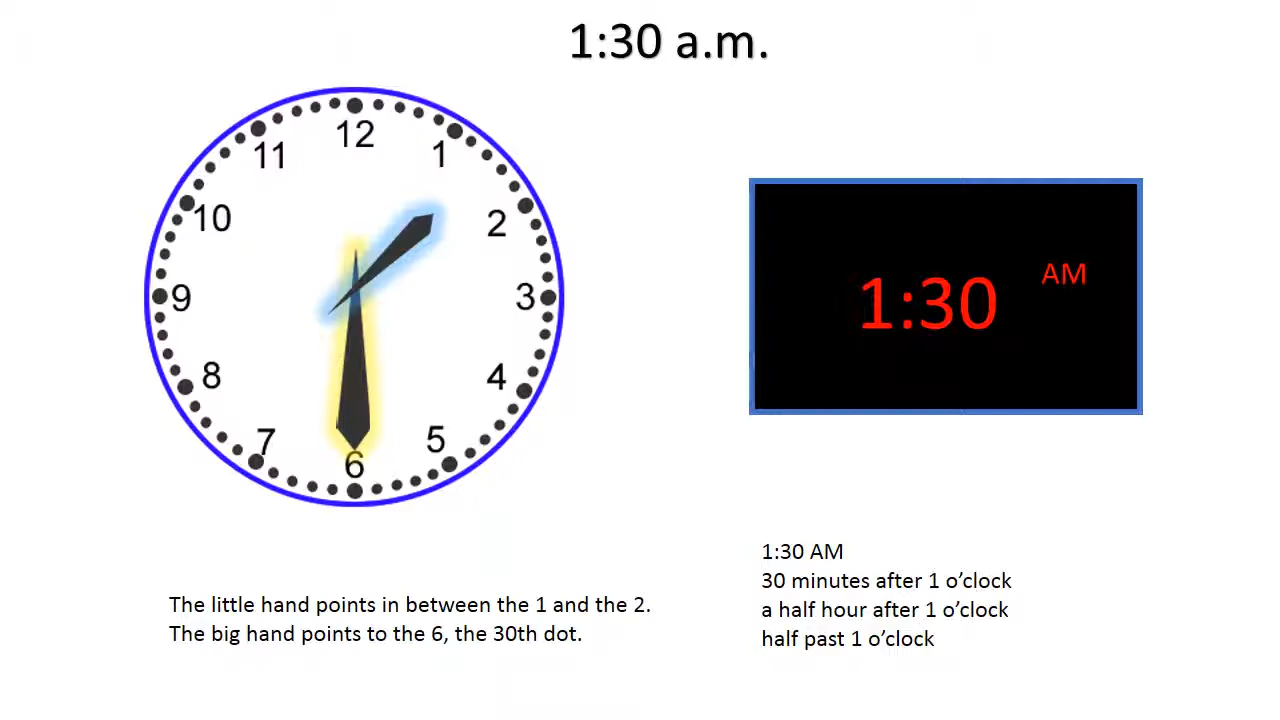 1:30 a.m.
12
11
1
10
2
9
3
8
4
7
5
6
1:30
AM
The little hand points in between the 1 and the 2.
The big hand points to the 6, the 30th dot.
1:30 AM
30 minutes after 1 o’clock
a half hour after 1 o’clock
half past 1 o’clock